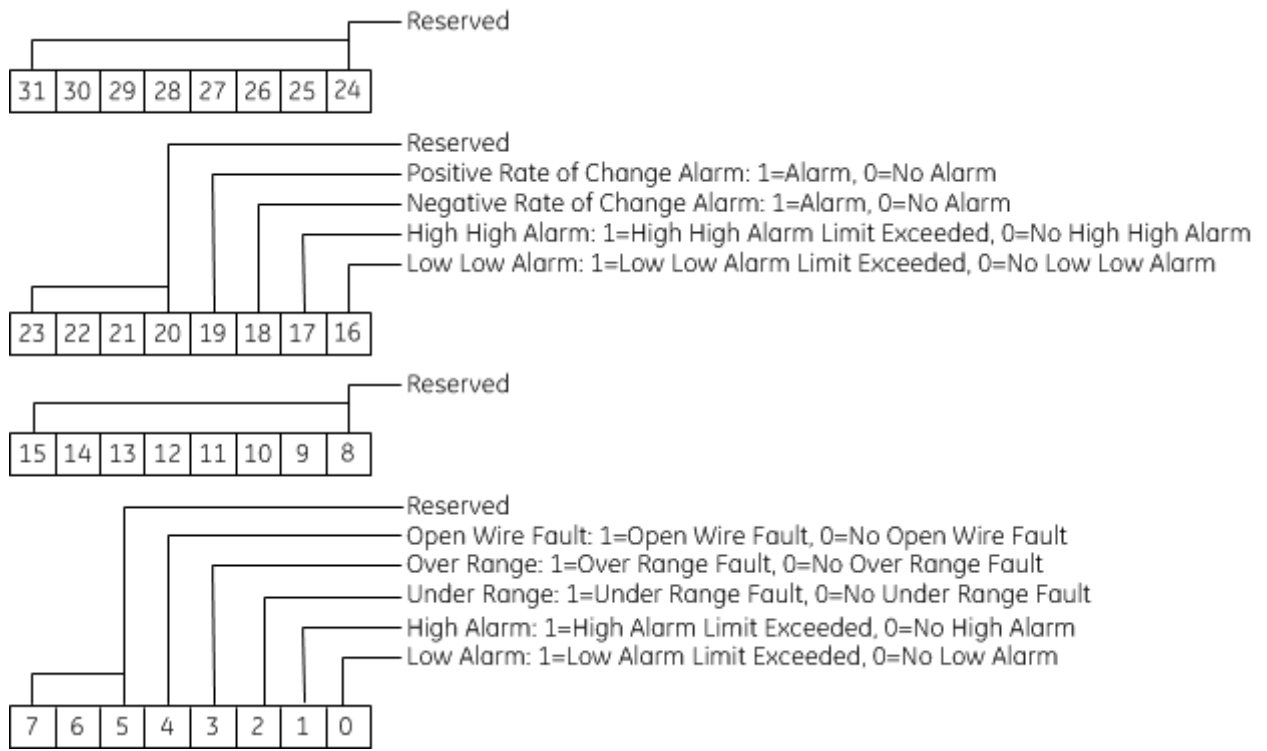 Reserved
31 30 29 28 27 26 25 24
Reserved
Positive Rate of Change Alarm: 1=Alarm, 0=No Alarm
Negative Rate of Change Alarm: 1=Alarm, 0=No Alarm
High High Alarm: 1=High High Alarm Limit Exceeded, 0=No High High Alarm
Low Low Alarm: 1=Low Low Alarm Limit Exceeded, 0=No Low Low Alarm
23 22 21 20 19 18 17 16
Reserved
15 14 13 12 11 10 9 8
Reserved
Open Wire Fault: 1=Open Wire Fault, 0=No Open Wire Fault
Over Range: 1=Over Range Fault, 0=No Over Range Fault
Under Range: 1=Under Range Fault, 0=No Under Range Fault
High Alarm: 1=High Alarm Limit Exceeded, 0=No High Alarm
Low Alarm: 1=Low Alarm Limit Exceeded, 0=No Low Alarm
7 6 5 4 3 2 1 0